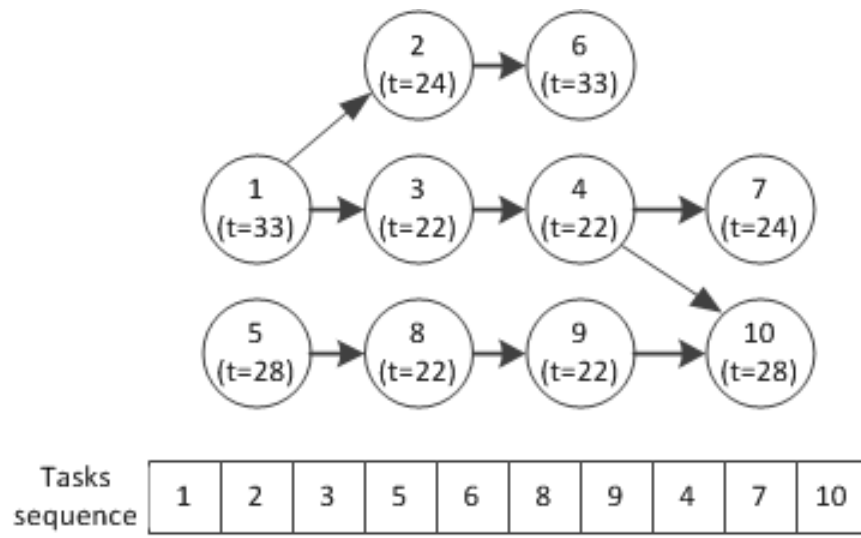 2
(t=24)
6
(t=33)
1
(t=33)
3
(t=22)
4
(t=22)
7
(t=24)
5
(t=28)
8
(t=22)
9
(t=22)
10
(t=28)
Tasks
sequence
1 2 3 5 6 8 9 4 7 10